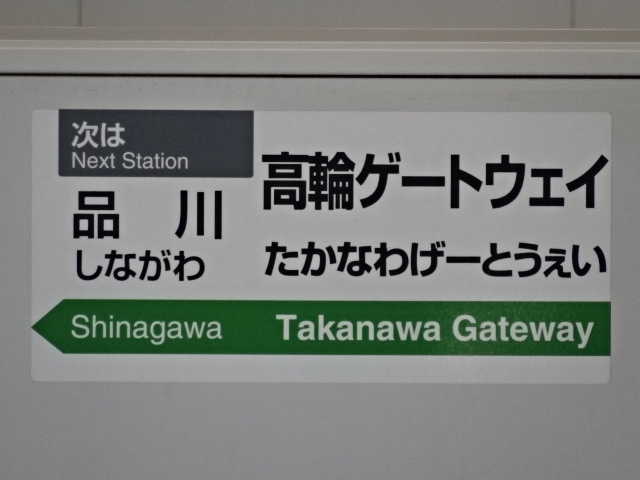 次は
Next Station
品川
しながわ
Shinagawa
高輪ゲートウェイ
たかなわげーとうぇい
Takanawa Gateway